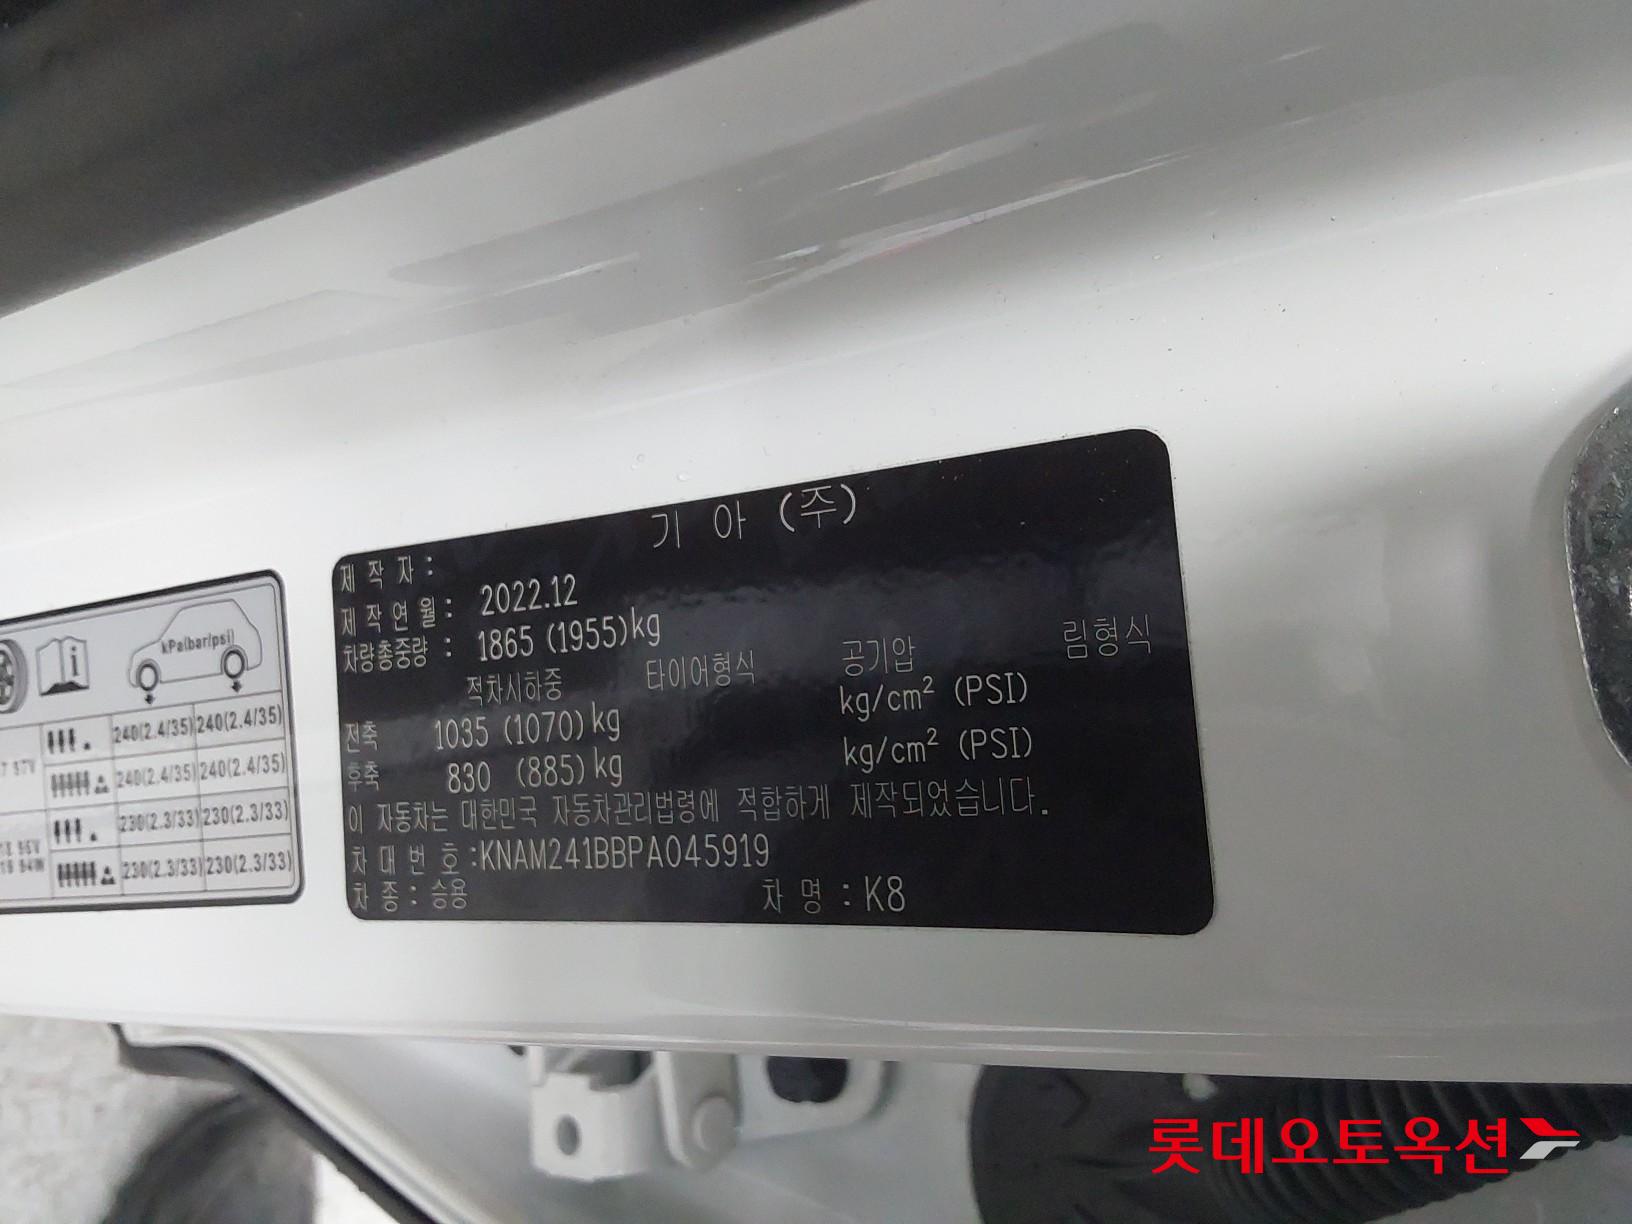 기 아 (주)
제 작 자 :
제 작 연 월 : 2022.12
차량총중량 : 1865 (1955)kg
적차시하중 타이어형식 공기압 림형식
전축 1035 (1070)kg kg/cm² (PSI)
후축 830 (885)kg kg/cm² (PSI)
이 자동차는 대한민국 자동차관리법령에 적합하게 제작되었습니다.
차 대 번 호 :KNAM241BBPA045919
차 종 : 승용 차 명 : K8
i kPa(bar/psi)
240(2.4/35) 240(2.4/35)
7 97V
240(2.4/35) 240(2.4/35)
230(2.3/33) 230(2.3/33)
230(2.3/33) 230(2.3/33)
롯데오토옥션